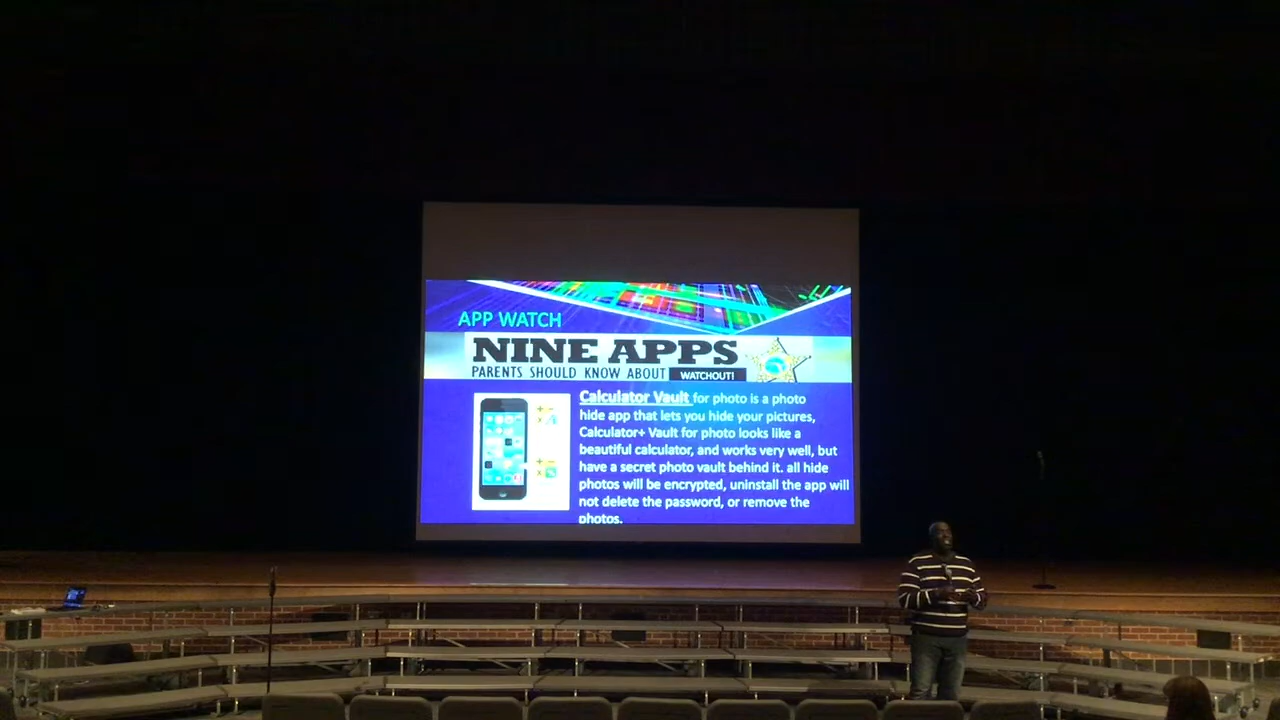 APP WATCH
NINE APPS
PARENTS SHOULD KNOW ABOUT WATCHOUT!
Calculator Vault for photo is a photo
hide app that lets you hide your pictures,
Calculator+ Vault for photo looks like a
beautiful calculator, and works very well, but
have a secret photo vault behind it. all hide
photos will be encrypted, uninstall the app will
not delete the password, or remove the
photos.